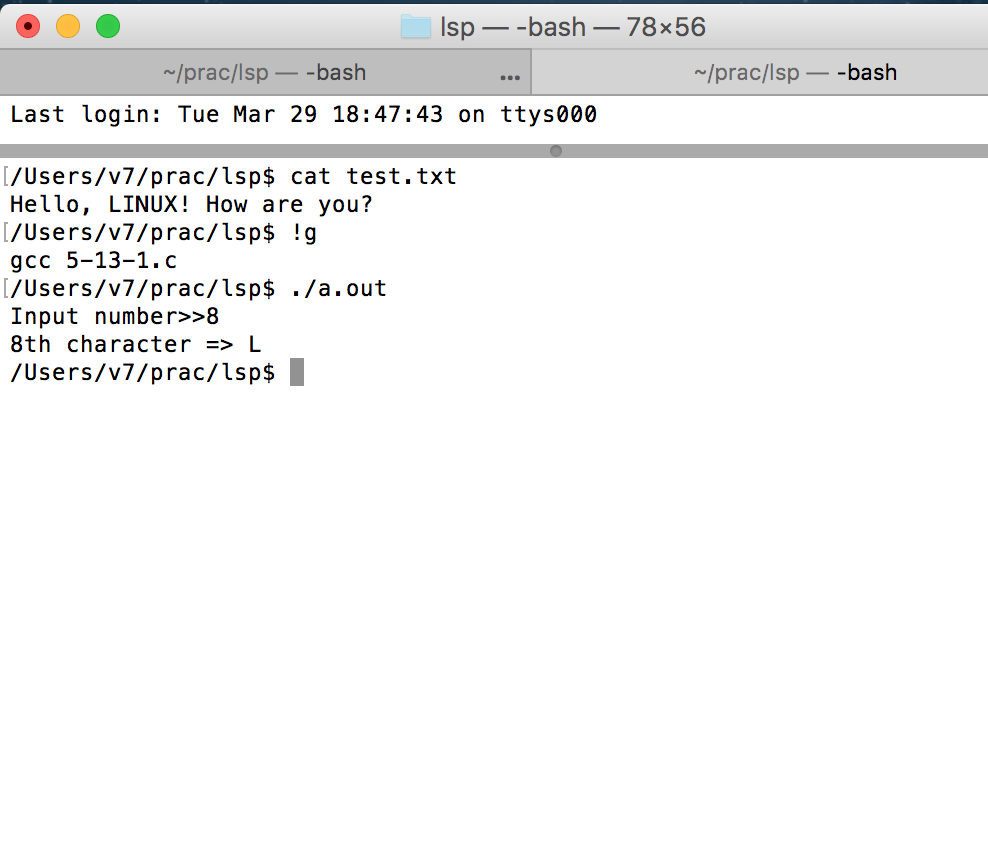 lsp — -bash — 78×56
~/prac/lsp — -bash ... ~/prac/lsp — -bash
Last login: Tue Mar 29 18:47:43 on ttys000
[/Users/v7/prac/lsp$ cat test.txt
Hello, LINUX! How are you?
[/Users/v7/prac/lsp$ !g
gcc 5-13-1.c
[/Users/v7/prac/lsp$ ./a.out
Input number>>8
8th character => L
/Users/v7/prac/lsp$